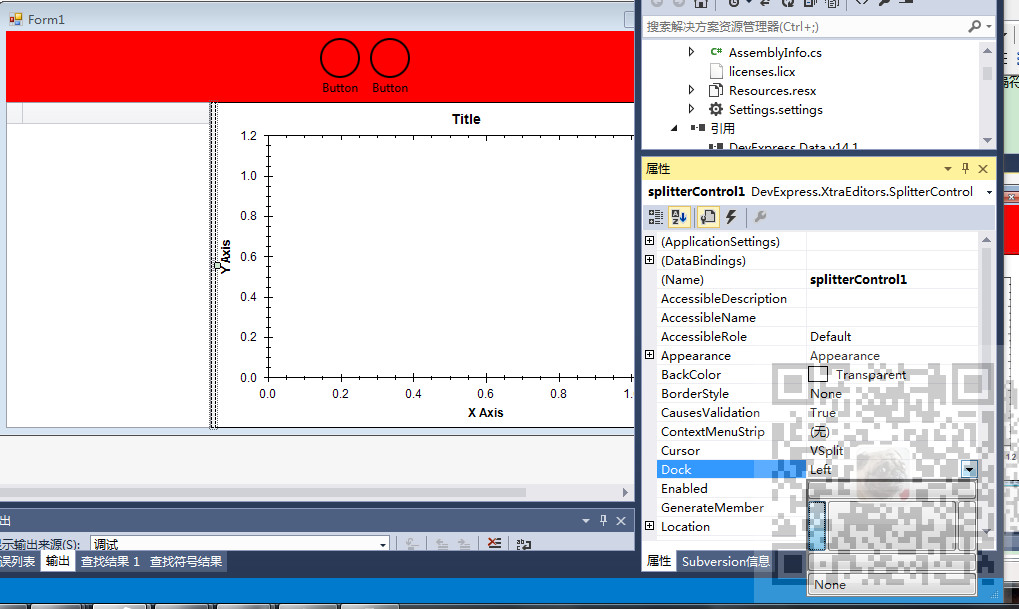 Form1
Button Button
Title
1.2
1.0
0.8
0.6
0.4
0.2
0.0
Y Axis
0.0 0.2 0.4 0.6 0.8 1.
X Axis
出
显示输出来源(S): 调试
误列表 输出 查找结果 1 查找符号结果
搜索解决方案资源管理器(Ctrl+;)
C# AssemblyInfo.cs
licenses.licx
Resources.resx
Settings.settings
引用
DevExpress.Data.v14.1
属性
splitterControl1 DevExpress.XtraEditors.SplitterControl
(ApplicationSettings)
(DataBindings)
(Name) splitterControl1
AccessibleDescription
AccessibleName
AccessibleRole Default
Appearance Appearance
BackColor Transparent
BorderStyle None
CausesValidation True
ContextMenuStrip (无)
Cursor VSplit
Dock Left
Enabled
GenerateMember
Location
None
属性 Subversion信息
12